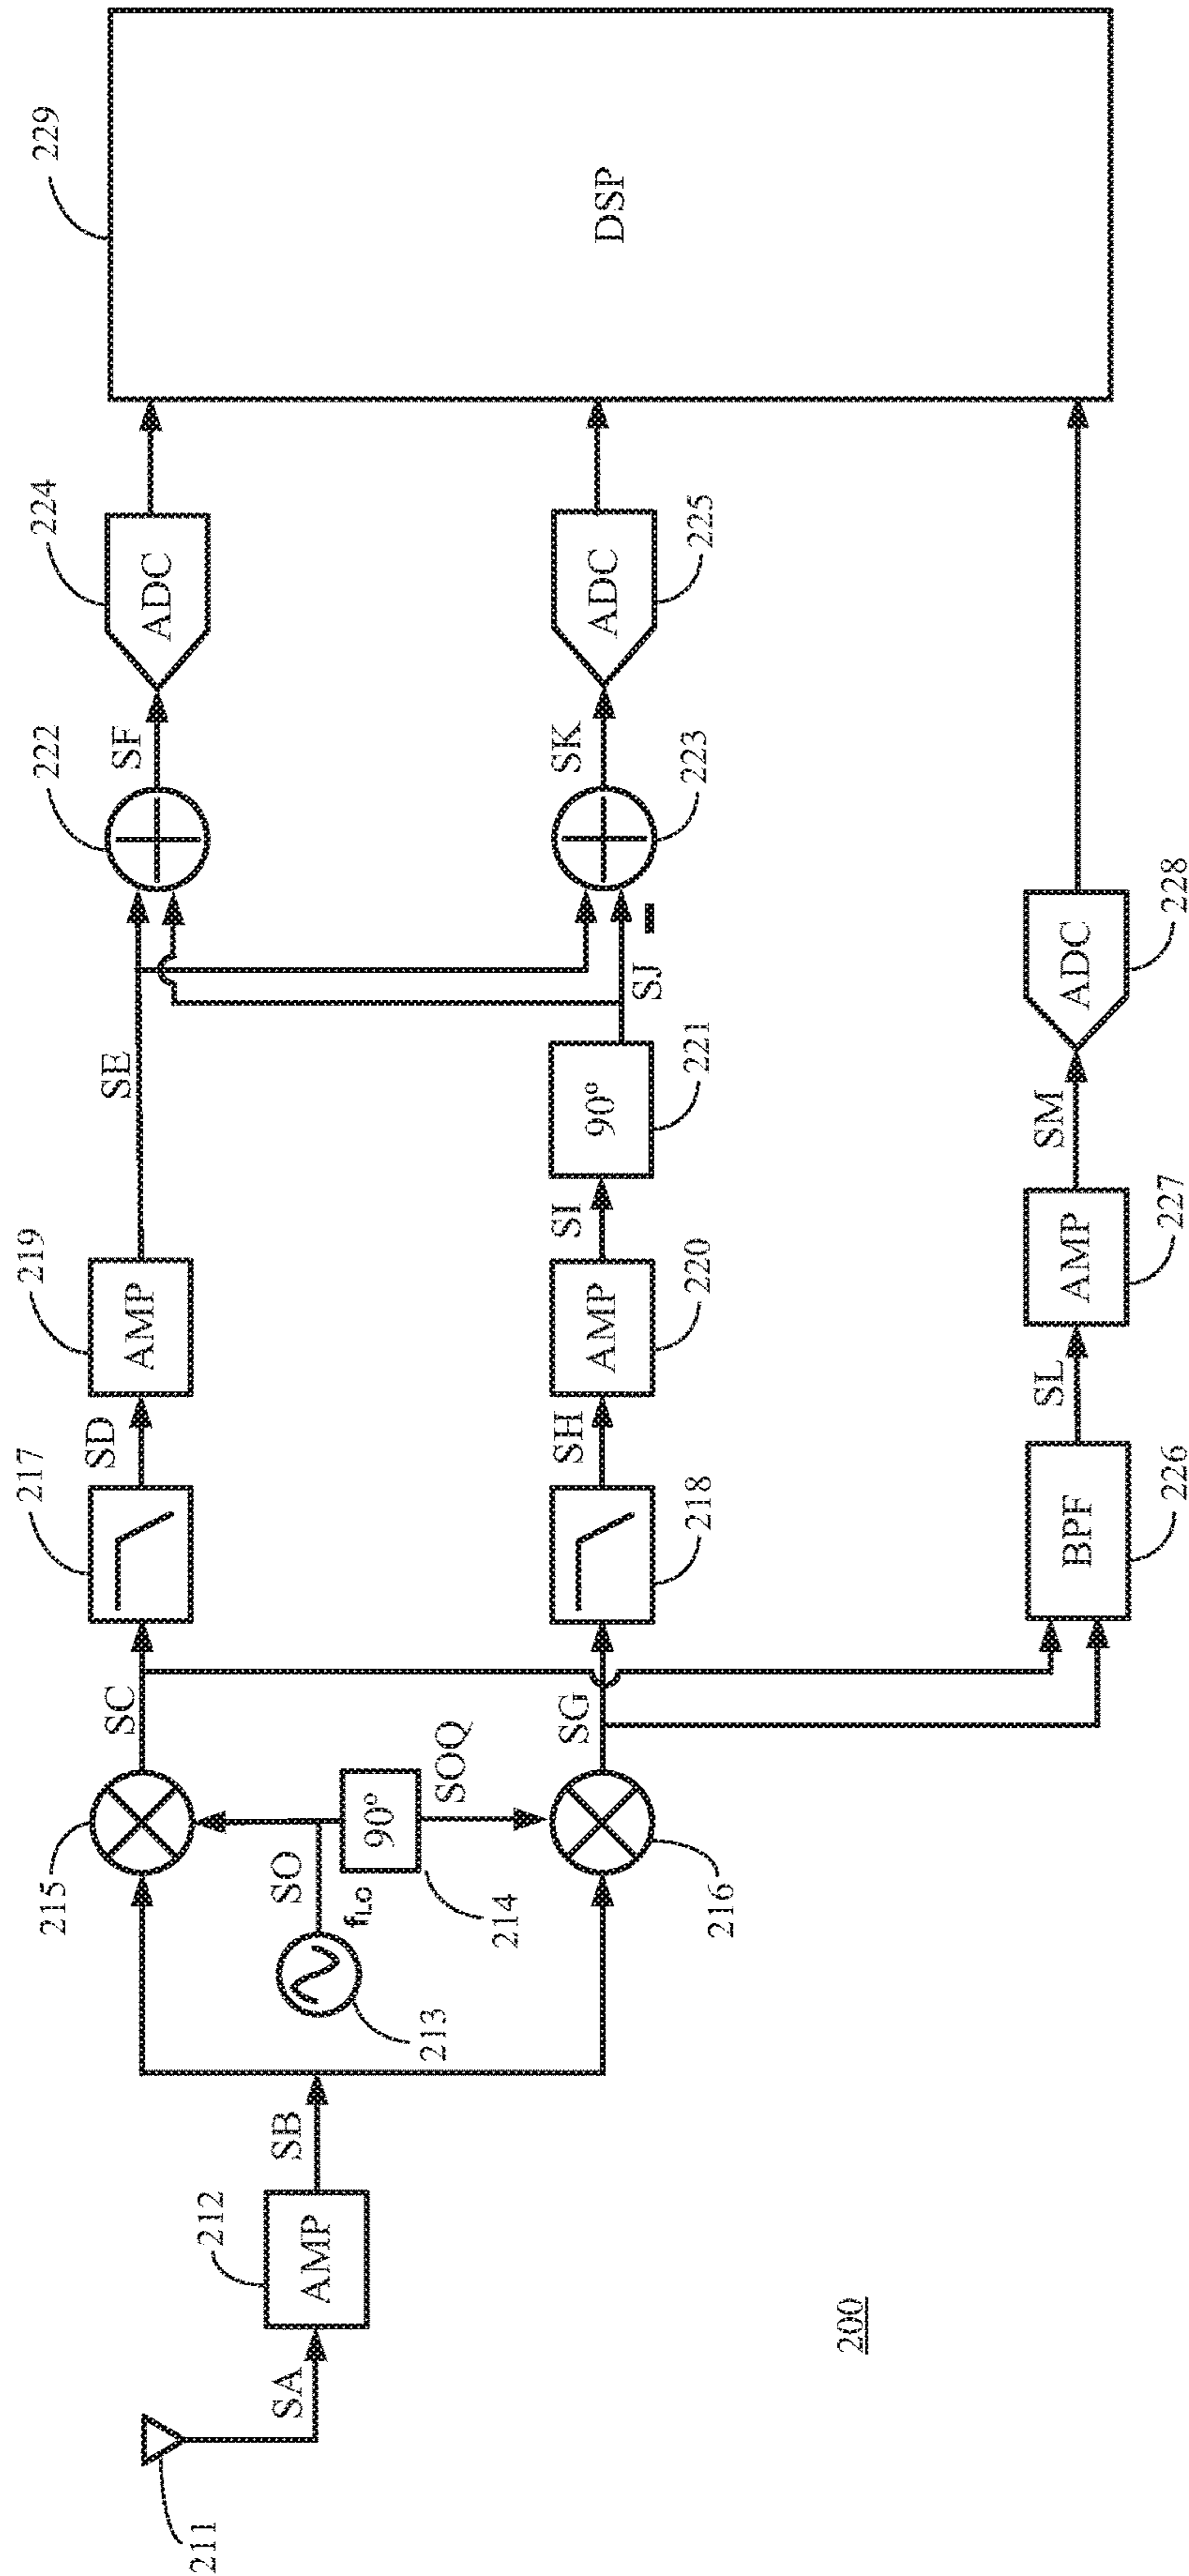 211
SA
212
AMP
SB
213
SO
fLO
214
90°
SOQ
215
216
SC
SG
217
218
SD
SH
219
AMP
220
AMP
SE
SI
221
90°
SJ
222
223
SF
SK
224
ADC
225
ADC
226
BPF
SL
227
AMP
SM
228
ADC
229
DSP
200